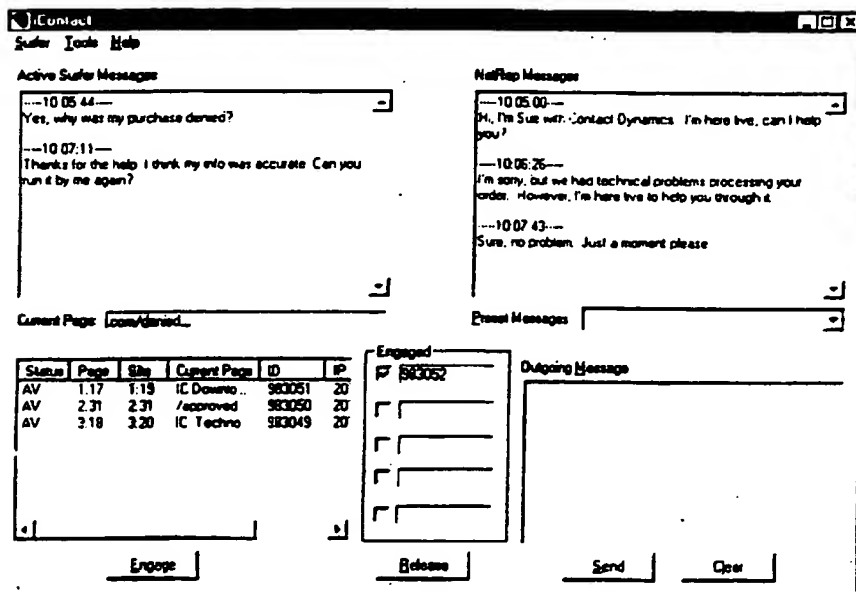 iContact
Surfer Tools Help
Active Surfer Messages
----10:05:44----
Yes, why was my purchase denied?
----10:07:11----
Thanks for the help. I think my info was accurate. Can you
run it by me again?
NetRep Messages
----10:05:00----
Hi, I'm Sue with Contact Dynamics. I'm here live, can I help
you?
----10:06:26----
I'm sorry, but we had technical problems processing your
order. However, I'm here live to help you through it.
----10:07:43----
Sure, no problem. Just a moment please
Current Page: .com/denied_
Preset Messages
Status Page Site Current Page ID IP
AV 1:17 1:19 IC Downlo... 983051 20
AV 2:31 2:31 /approved 983050 20
AV 3:18 3:20 IC Techno 983049 20
Engaged
983052
Outgoing Message
Engage Release Send Clear